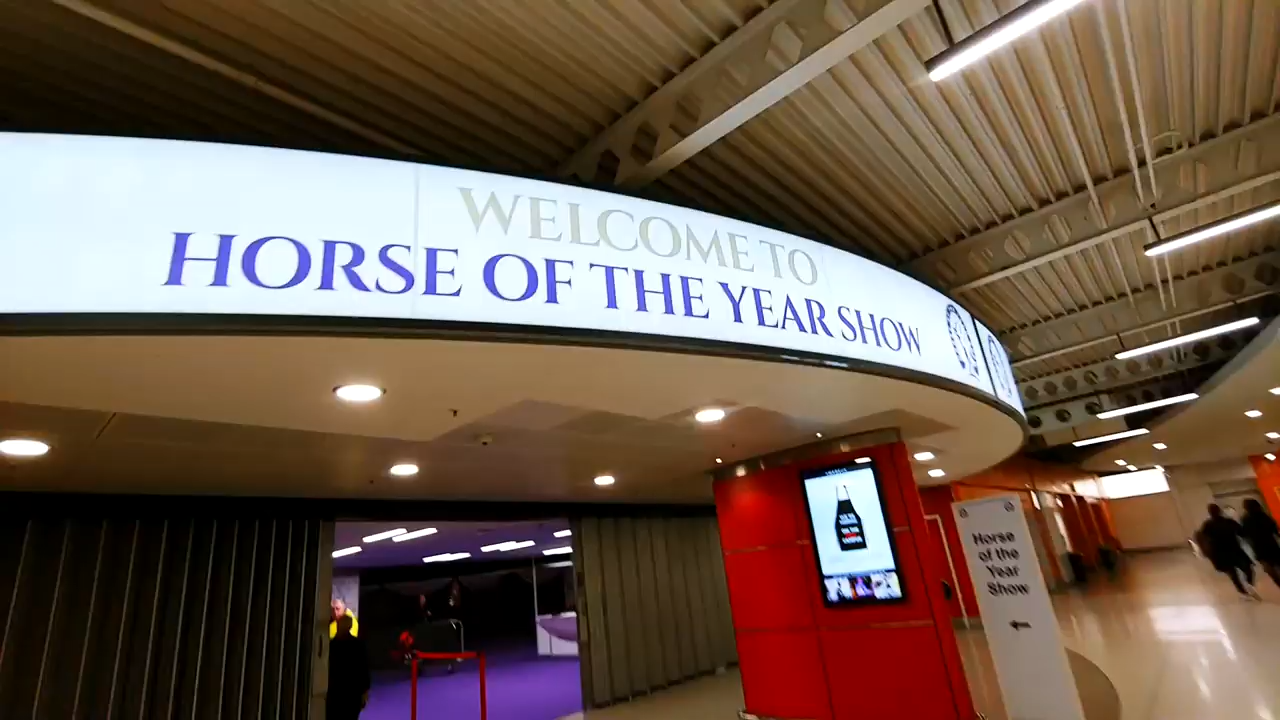 WELCOME TO
HORSE OF THE YEAR SHOW
Horse
of the
Year
Show